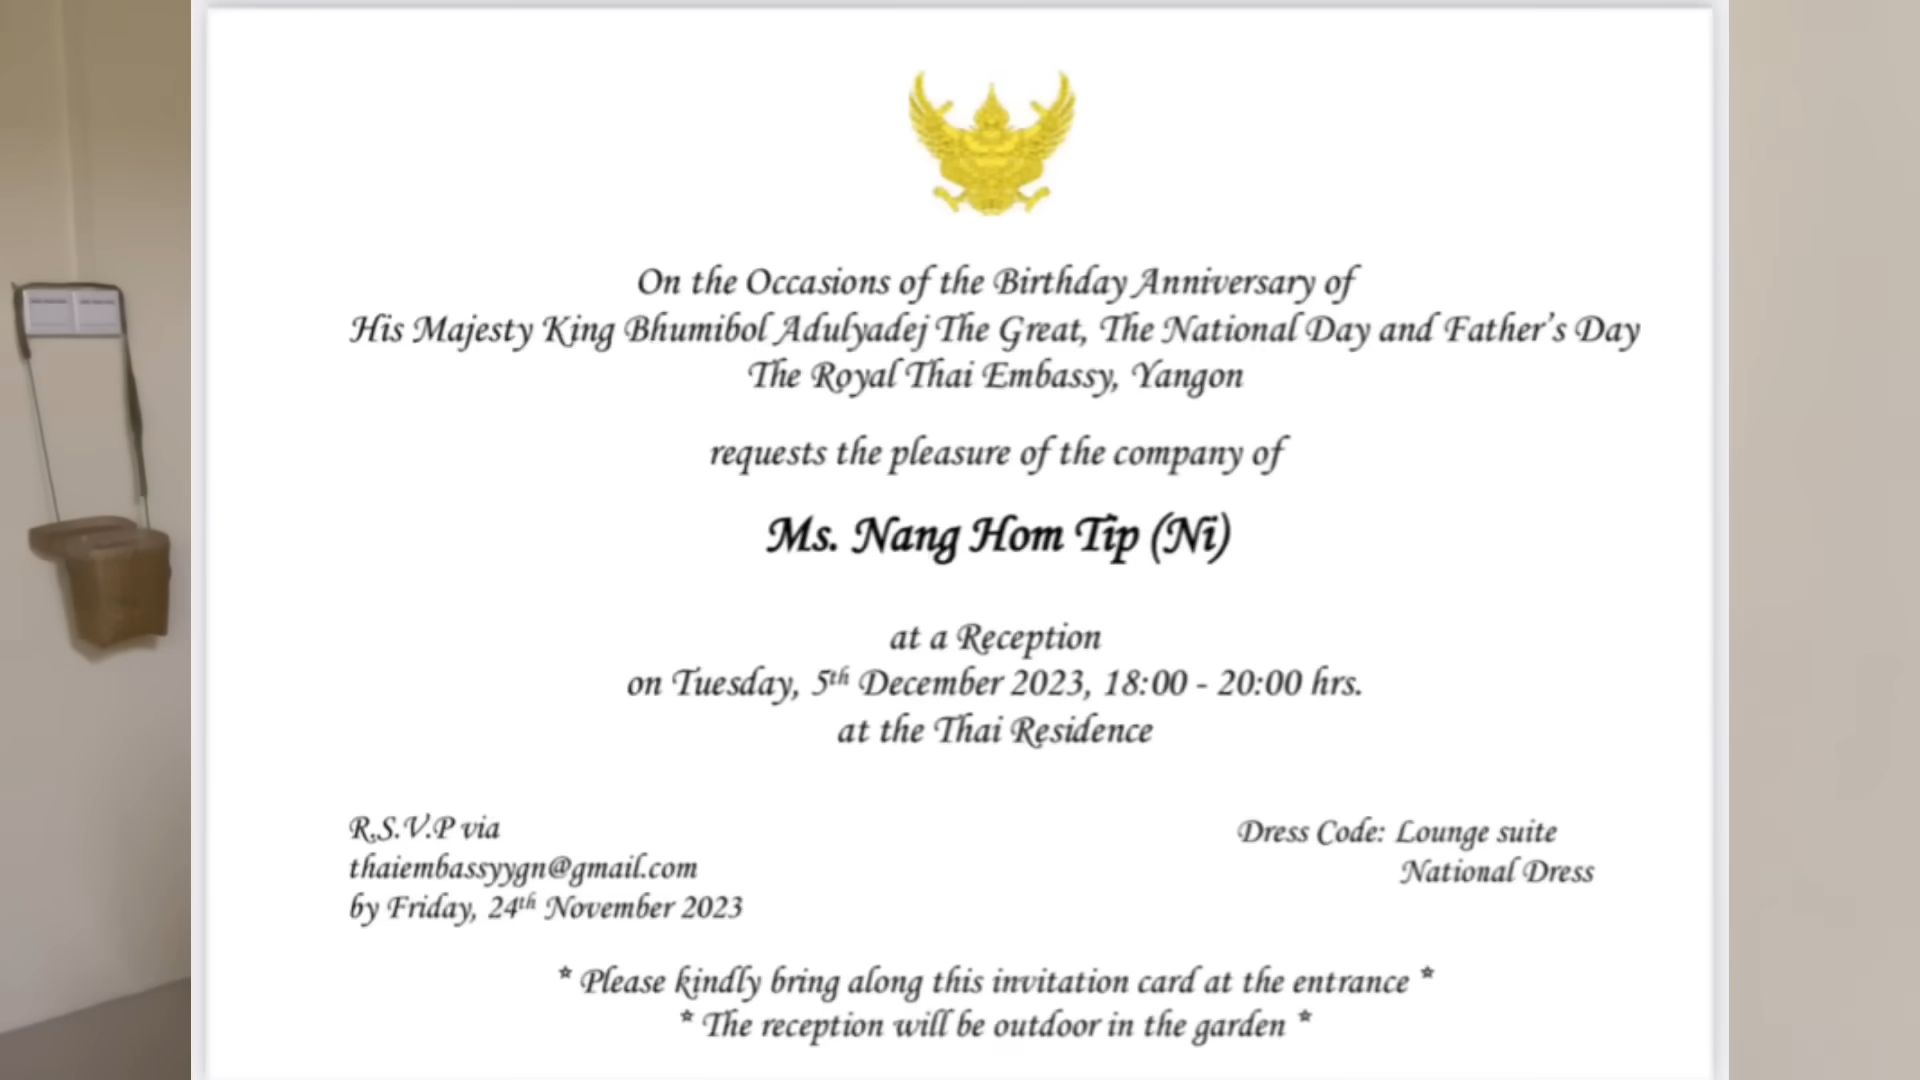 On the Occasions of the Birthday Anniversary of
His Majesty King Bhumibol Adulyadej The Great, The National Day and Father's Day
The Royal Thai Embassy, Yangon
requests the pleasure of the company of
Ms. Nang Hom Tip (Ni)
at a Reception
on Tuesday, 5th December 2023, 18:00 - 20:00 hrs.
at the Thai Residence
R.S.V.P via
thaiembassyygn@gmail.com
by Friday, 24th November 2023
Dress Code: Lounge suite
National Dress
* Please kindly bring along this invitation card at the entrance *
* The reception will be outdoor in the garden *